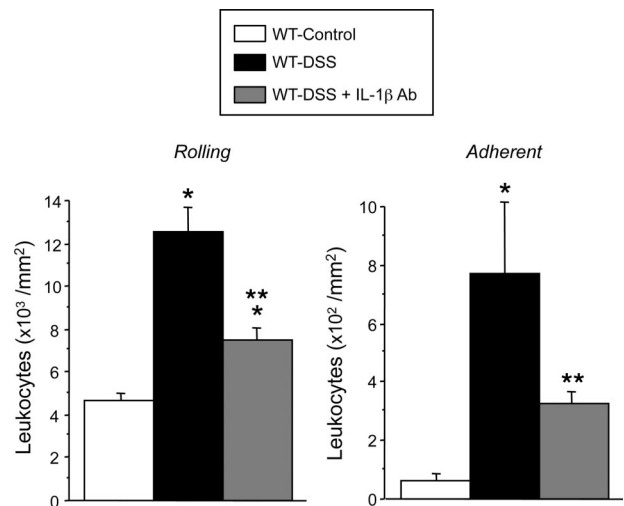 WT-Control
WT-DSS
WT-DSS + IL-1β Ab
Rolling
Leukocytes (x10³ /mm²)
14
12
10
8
6
4
2
0
*
**
*
Adherent
Leukocytes (x10² /mm²)
10
8
6
4
2
0
*
**